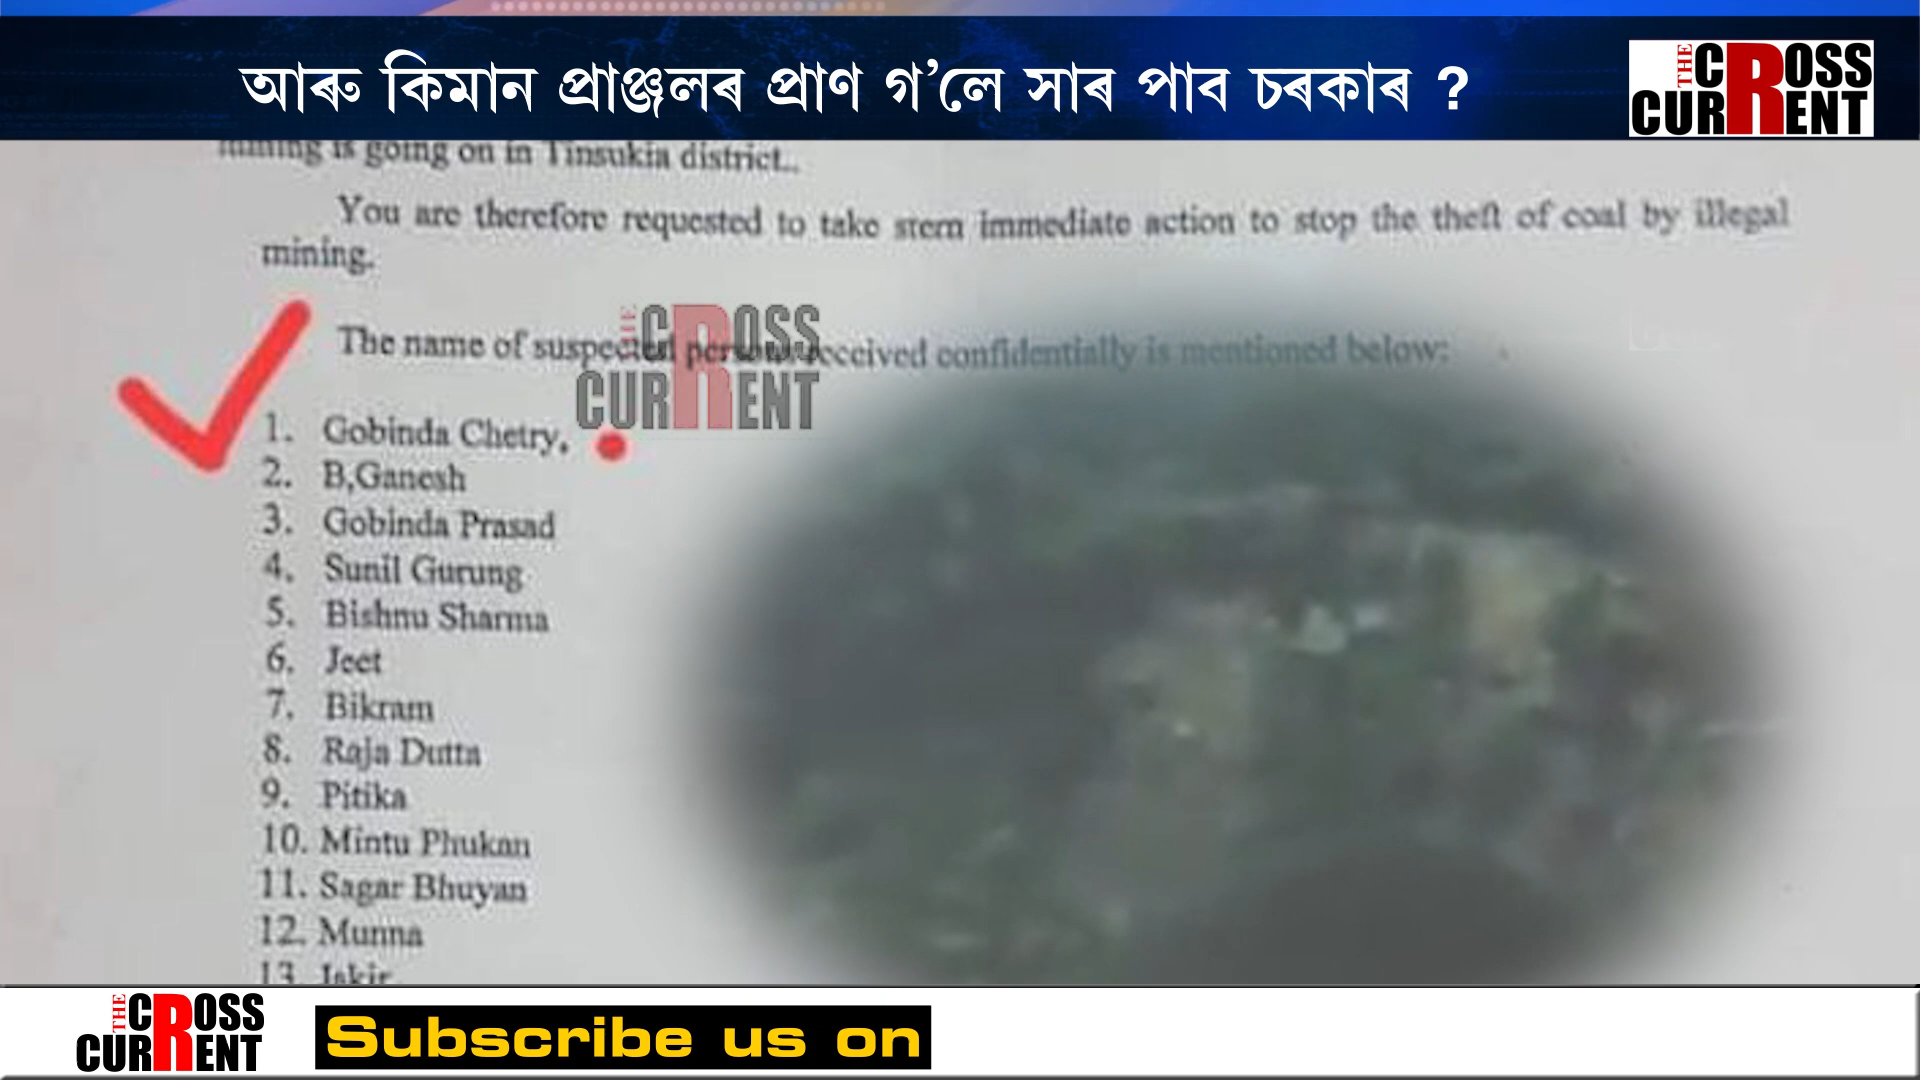 আৰু কিমান প্ৰাঞ্জলৰ প্ৰাণ গ'লে সাৰ পাব চৰকাৰ ?
THE CROSS CURRENT
mining is going on in Tinsukia district..
You are therefore requested to take stern immediate action to stop the theft of coal by illegal
mining.
The name of suspected persons received confidentially is mentioned below:
THE CROSS CURRENT
1. Gobinda Chetry,
2. B,Ganesh
3. Gobinda Prasad
4. Sunil Gurung
5. Bishnu Sharma
6. Jeet
7. Bikram
8. Raja Dutta
9. Pitika
10. Mintu Phukan
11. Sagar Bhuyan
12. Munna
13. Jakir
THE CROSS CURRENT
Subscribe us on